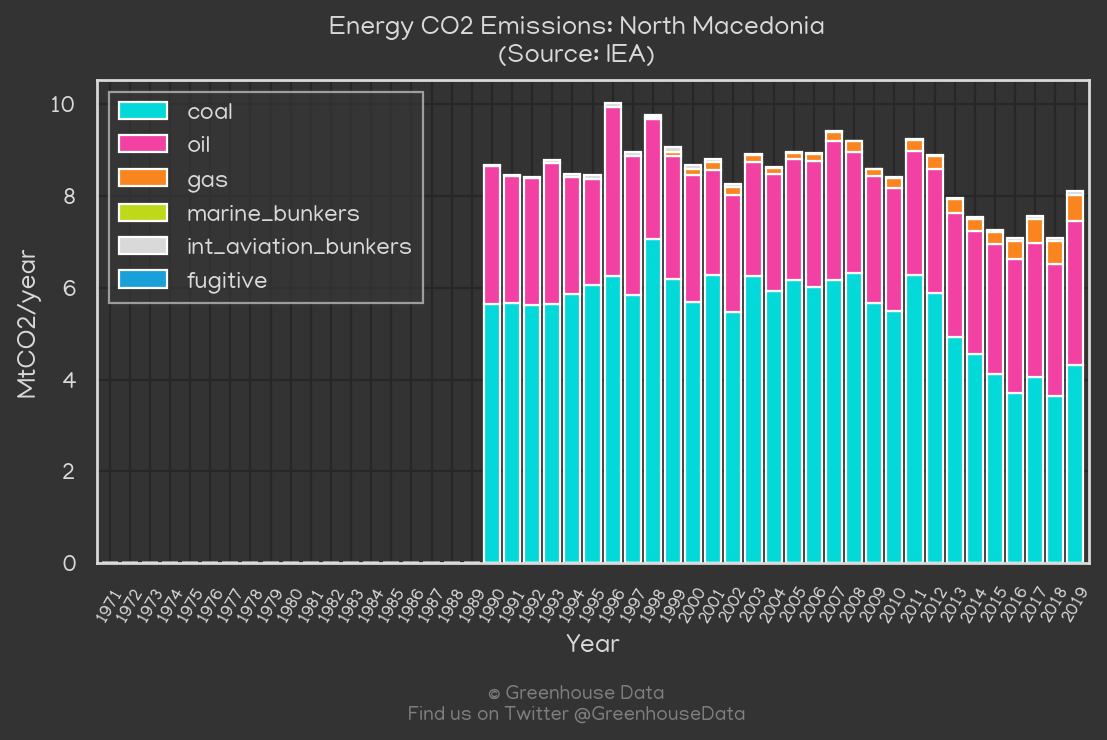 Energy CO2 Emissions: North Macedonia
(Source: IEA)
MtCO2/year
10
8
6
4
2
0
coal
oil
gas
marine_bunkers
int_aviation_bunkers
fugitive
1971 1972 1973 1974 1975 1976 1977 1978 1979 1980 1981 1982 1983 1984 1985 1986 1987 1988 1989 1990 1991 1992 1993 1994 1995 1996 1997 1998 1999 2000 2001 2002 2003 2004 2005 2006 2007 2008 2009 2010 2011 2012 2013 2014 2015 2016 2017 2018 2019
Year
© Greenhouse Data
Find us on Twitter @GreenhouseData